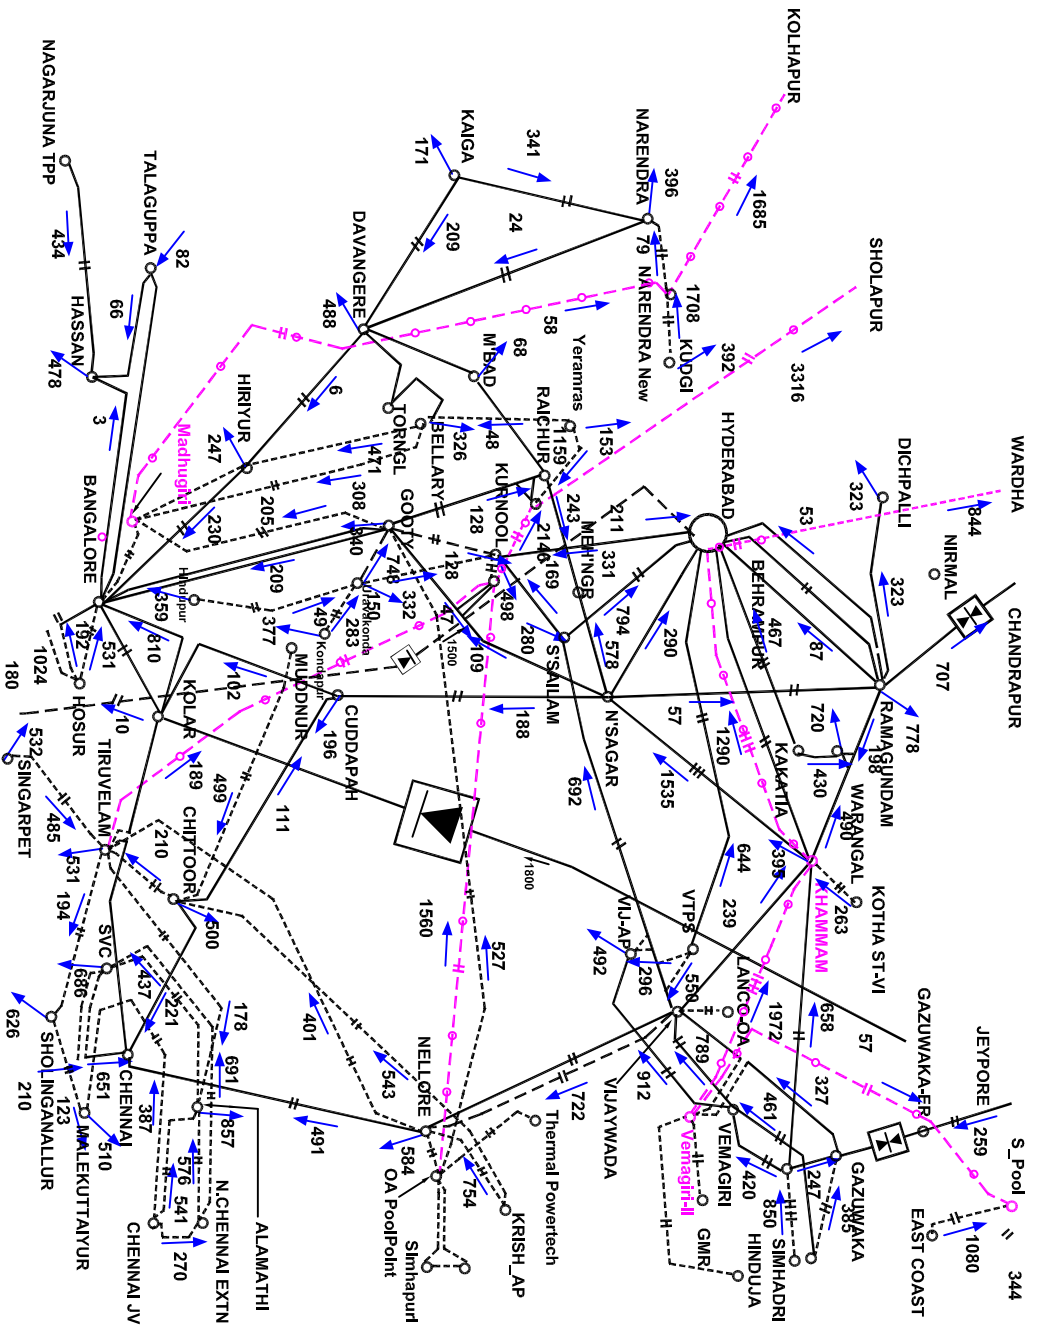 KOLHAPUR
NAGARJUNA TPP
KAIGA
341
NARENDRA
396
1685
171
TALAGUPPA
82
434
DAVANGERE
209
24
79
NARENDRA New
1708
SHOLAPUR
HASSAN
66
478
488
58
M'BAD
68
Yeramras
KUDGI
392
3316
3
Madhugiri
HIRIYUR
247
6
TORNGL
BELLARY
326
48
RAICHUR
1159
153
HYDERABAD
DICHPALLI
WARDHA
BANGALORE
230
205
308
471
GOOTY
KURNOOL
128
2146
243
MEH'NGR
211
323
53
844
NIRMAL
Hindupur
359
209
340
748
332
128
498
169
331
BEHRAMPUR
467
87
323
CHANDRAPUR
192
531
810
377
49
150
Uravakonda
283
Kondapur
47
1500
109
280
S'SAILAM
578
794
290
707
180
1024
HOSUR
10
KOLAR
102
MUDDNUR
196
CUDDAPAH
188
N'SAGAR
57
1290
720
778
RAMAGUNDAM
532
SINGARPET
TIRUVELAM
189
499
111
692
1535
KAKATIA
430
198
WARANGAL
485
531
210
CHITTOOR
1800
644
399
490
KHAMMAM
KOTHA ST-VI
263
194
SVC
500
VIJ-AP
VTPS
239
686
437
221
1560
527
492
296
550
LANCO-OA
1972
658
57
GAZUWAKA-ER
JEYPORE
626
SHOLINGANALLUR
178
401
543
NELLORE
912
789
327
210
123
651
CHENNAI
691
722
VIJAYWADA
461
259
S_Pool
510
MALEKUTTAIYUR
387
857
491
584
Thermal Powertech
Vemagiri-II
VEMAGIRI
420
247
GAZUWAKA
576
541
OA PoolPoint
754
KRISH_AP
GMR
850
385
EAST COAST
1080
344
CHENNAI JV
270
N.CHENNAI EXTN
ALAMATHI
SImhapurI
HINDUJA
SIMHADRI